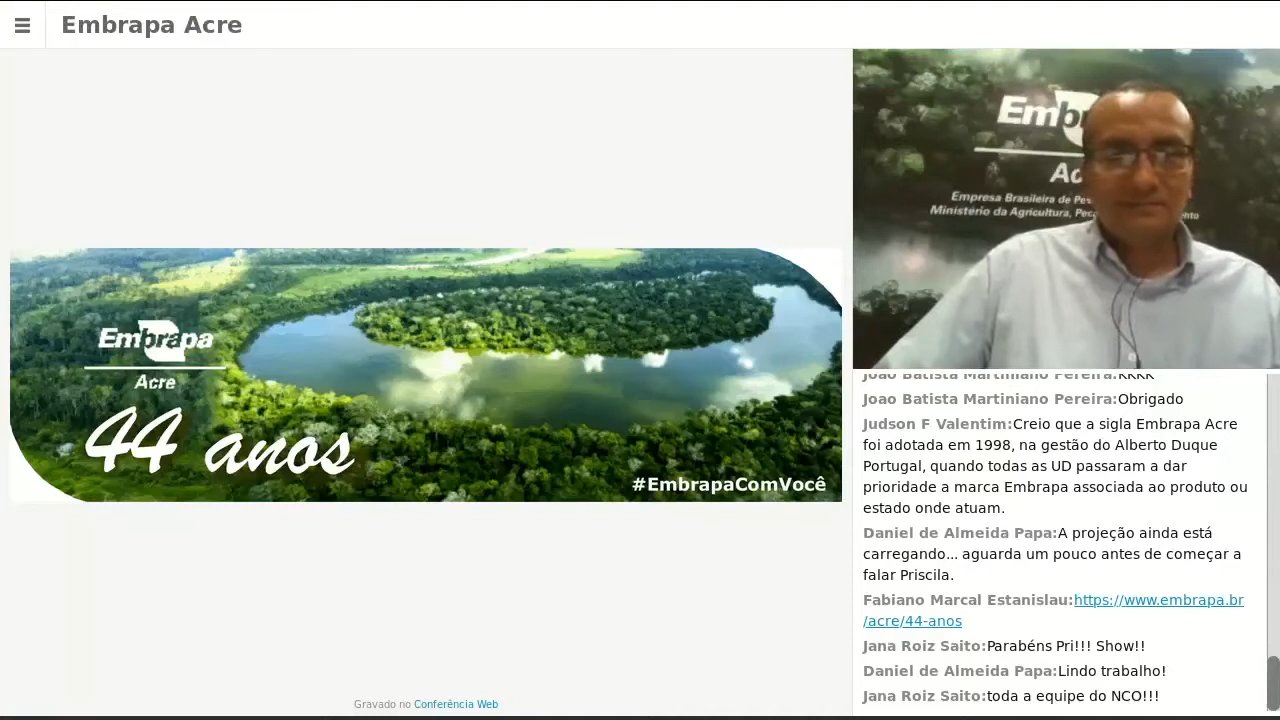 Embrapa Acre
Embrapa
Acre
44 anos
#EmbrapaComVocê
Gravado no Conferência Web
Empresa Brasileira de
Ministério da Agricultura,
Joao Batista Martiniano Pereira:KKKK
Joao Batista Martiniano Pereira:Obrigado
Judson F Valentim:Creio que a sigla Embrapa Acre
foi adotada em 1998, na gestão do Alberto Duque
Portugal, quando todas as UD passaram a dar
prioridade a marca Embrapa associada ao produto ou
estado onde atuam.
Daniel de Almeida Papa:A projeção ainda está
carregando... aguarda um pouco antes de começar a
falar Priscila.
Fabiano Marcal Estanislau:https://www.embrapa.br
/acre/44-anos
Jana Roiz Saito:Parabéns Pri!!! Show!!
Daniel de Almeida Papa:Lindo trabalho!
Jana Roiz Saito:toda a equipe do NCO!!!